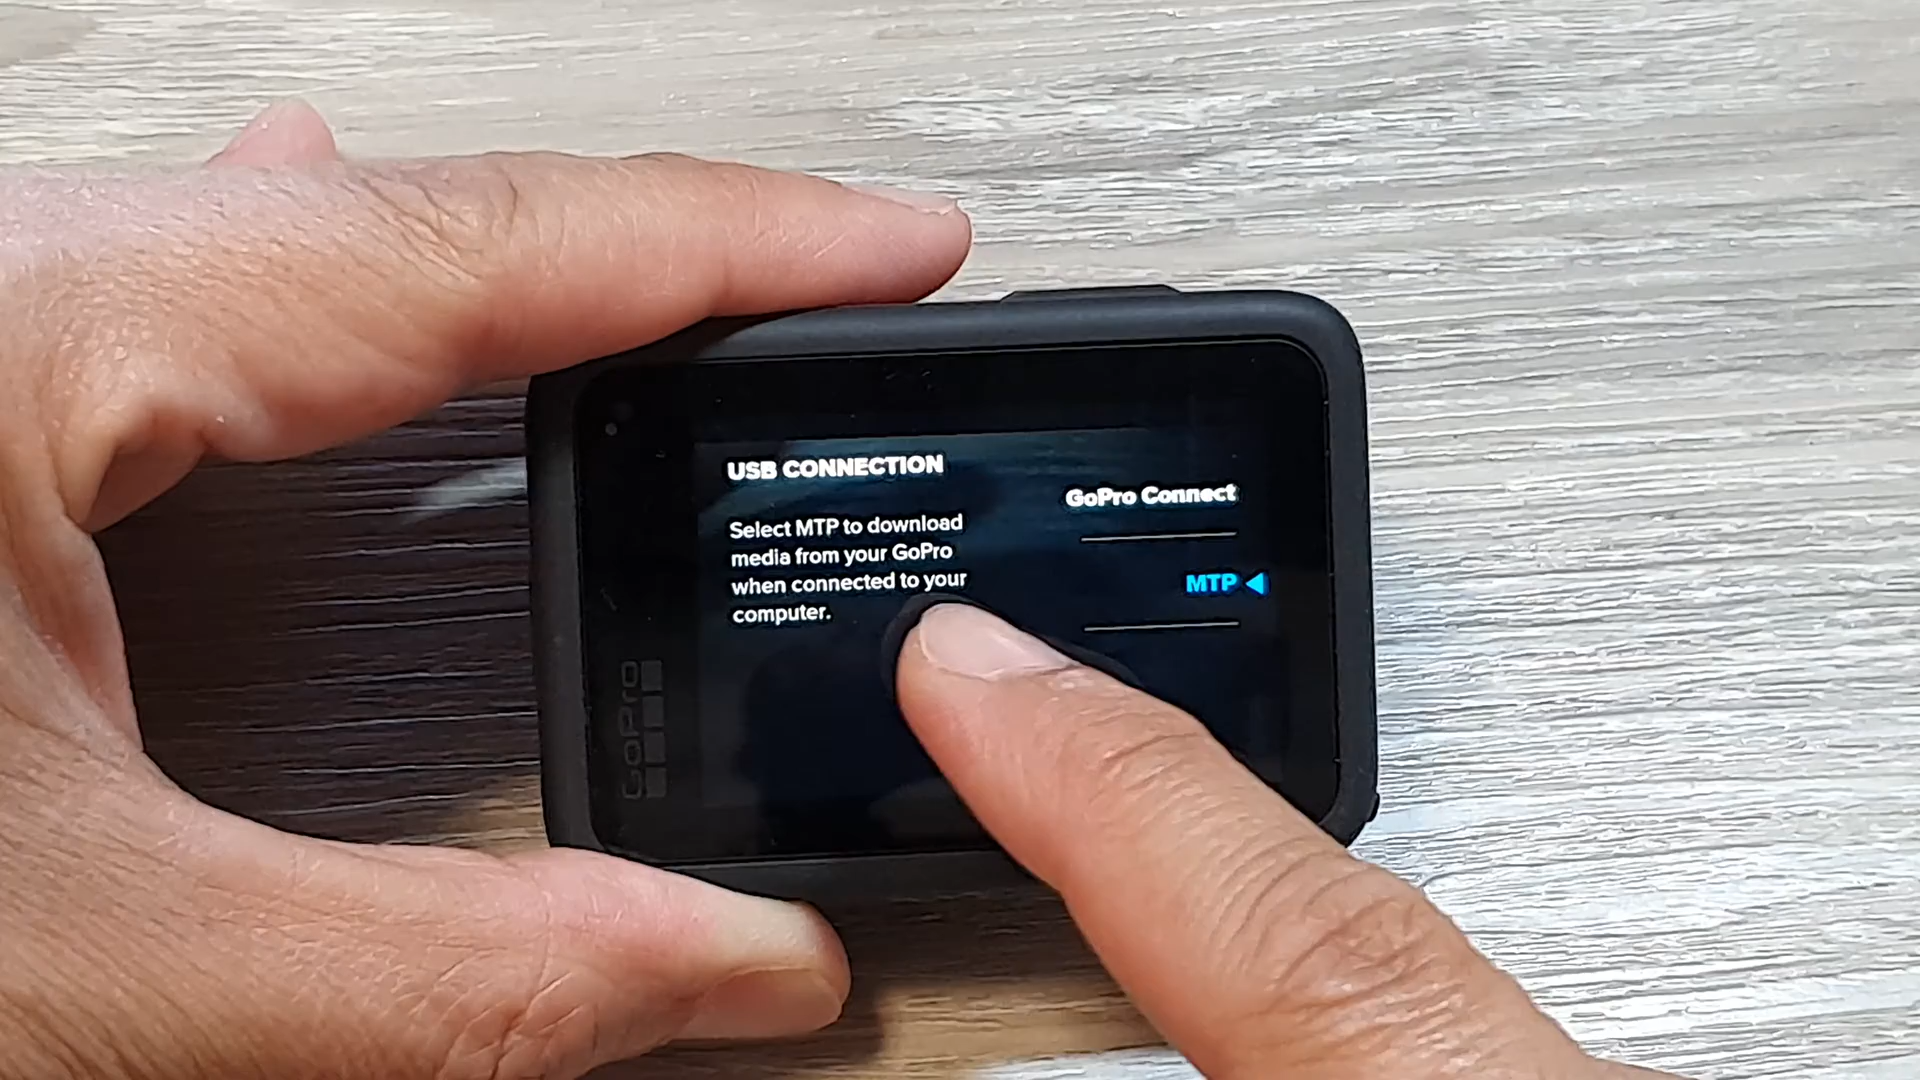 USB CONNECTION
Select MTP to download
media from your GoPro
when connected to your
computer.
GoPro Connect
MTP
GoPro